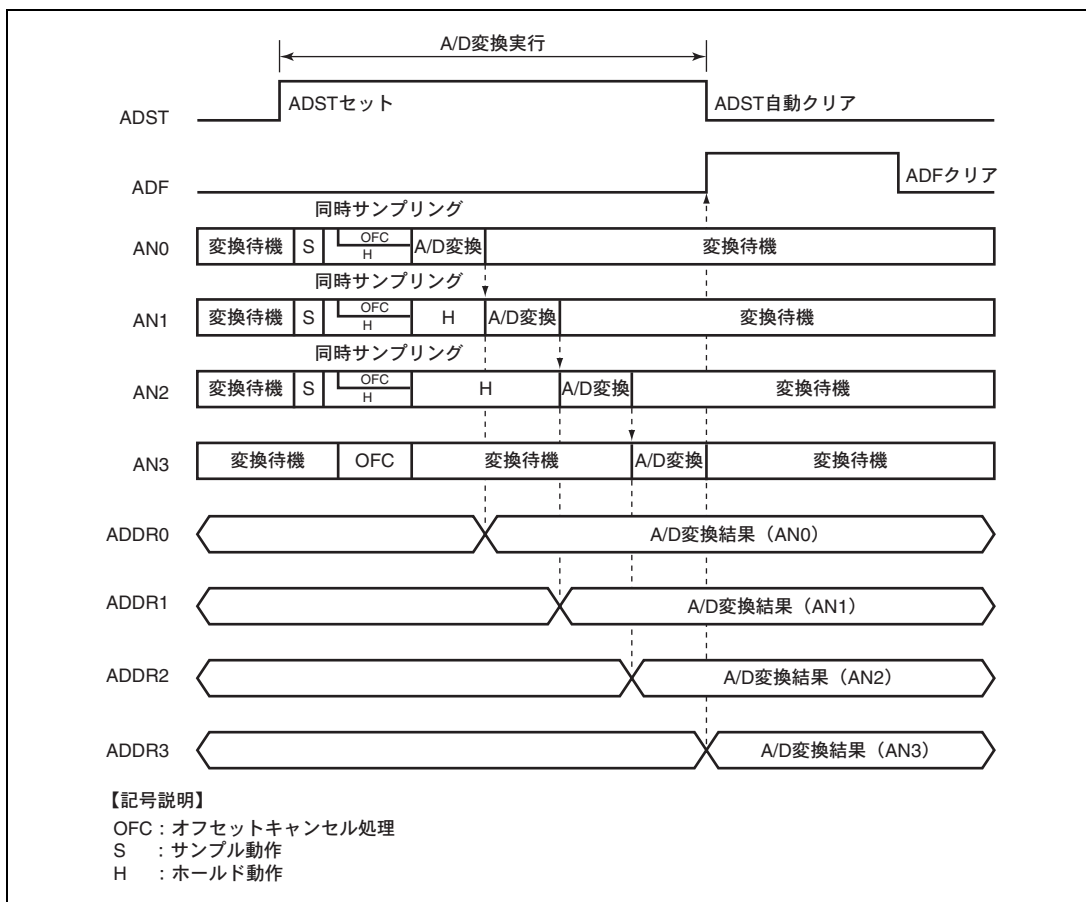 A/D変換実行
ADST ADSTセット ADST自動クリア
ADF ADFクリア
同時サンプリング
AN0 変換待機 S OFC H A/D変換 変換待機
同時サンプリング
AN1 変換待機 S OFC H H A/D変換 変換待機
同時サンプリング
AN2 変換待機 S OFC H H A/D変換 変換待機
AN3 変換待機 OFC 変換待機 A/D変換 変換待機
ADDR0 A/D変換結果（AN0）
ADDR1 A/D変換結果（AN1）
ADDR2 A/D変換結果（AN2）
ADDR3 A/D変換結果（AN3）
【記号説明】
OFC：オフセットキャンセル処理
S ：サンプル動作
H ：ホールド動作